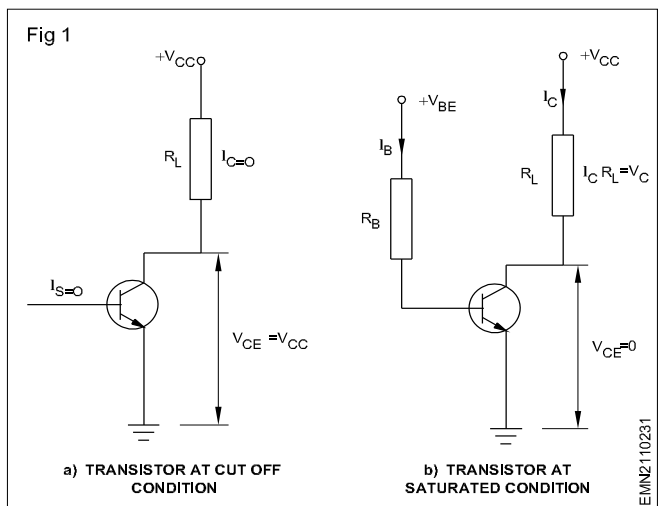 Fig 1
+VCC
RL
IC=O
IS=O
VCE =VCC
a) TRANSISTOR AT CUT OFF
CONDITION
+VBE
IB
RB
+VCC
IC
RL
IC RL=VC
VCE=0
b) TRANSISTOR AT
SATURATED CONDITION
EMN2110231